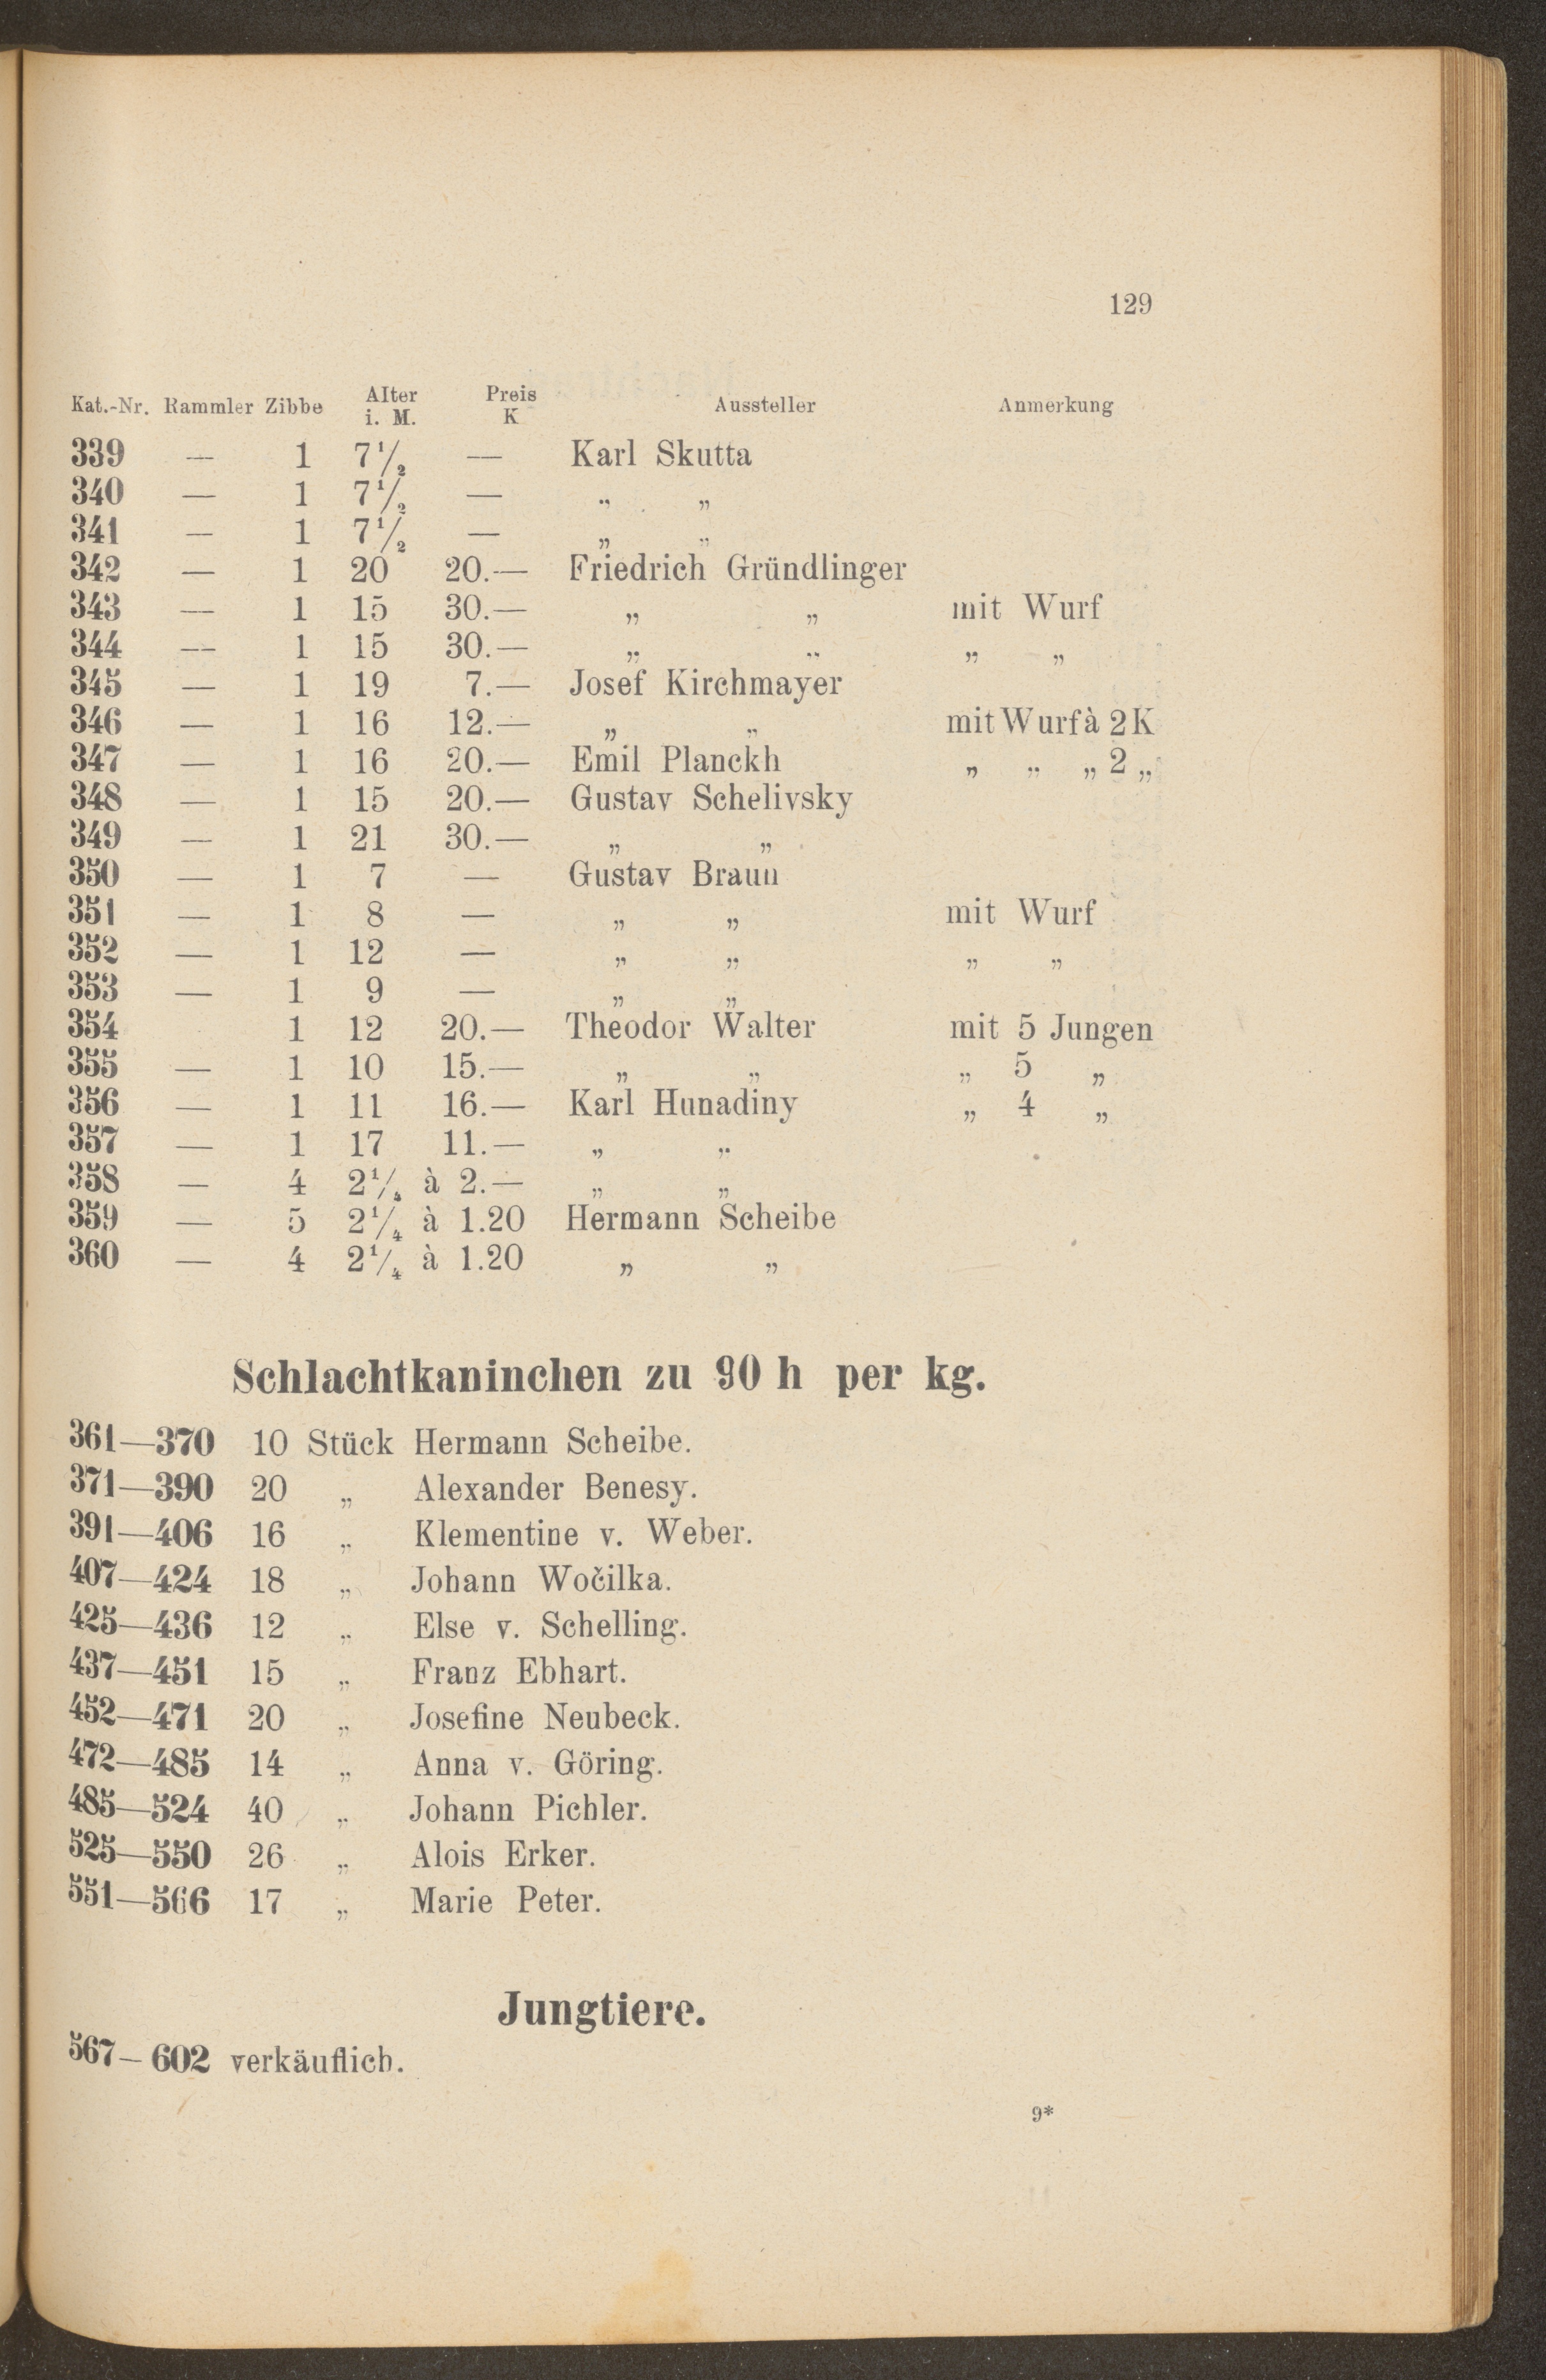 129
Kat.-Nr. Rammler Zibbe Alter i. M. Preis K Aussteller Anmerkung
339 — 1 7½ — Karl Skutta
340 — 1 7½ — „ „
341 — 1 7½ — „ „
342 — 1 20 20.— Friedrich Gründlinger
343 — 1 15 30.— „ „ mit Wurf
344 — 1 15 30.— „ „ „ „
345 — 1 19 7.— Josef Kirchmayer
346 — 1 16 12.— „ „ mit Wurf à 2 K
347 — 1 16 20.— Emil Planckh „ „ „ 2 „
348 — 1 15 20.— Gustav Schelivsky
349 — 1 21 30.— „ „
350 — 1 7 — Gustav Braun
351 — 1 8 — „ „ mit Wurf
352 — 1 12 — „ „ „ „
353 — 1 9 — „ „
354 1 12 20.— Theodor Walter mit 5 Jungen
355 — 1 10 15.— „ „ „ 5 „
356 — 1 11 16.— Karl Hunadiny „ 4 „
357 — 1 17 11.— „ „
358 — 4 2¼ à 2.— „ „
359 — 5 2¼ à 1.20 Hermann Scheibe
360 — 4 2¼ à 1.20 „ „
Schlachtkaninchen zu 90 h per kg.
361—370 10 Stück Hermann Scheibe.
371—390 20 „ Alexander Benesy.
391—406 16 „ Klementine v. Weber.
407—424 18 „ Johann Wočilka.
425—436 12 „ Else v. Schelling.
437—451 15 „ Franz Ebhart.
452—471 20 „ Josefine Neubeck.
472—485 14 „ Anna v. Göring.
485—524 40 „ Johann Pichler.
525—550 26 „ Alois Erker.
551—566 17 „ Marie Peter.
Jungtiere.
567—602 verkäuflich.
9*